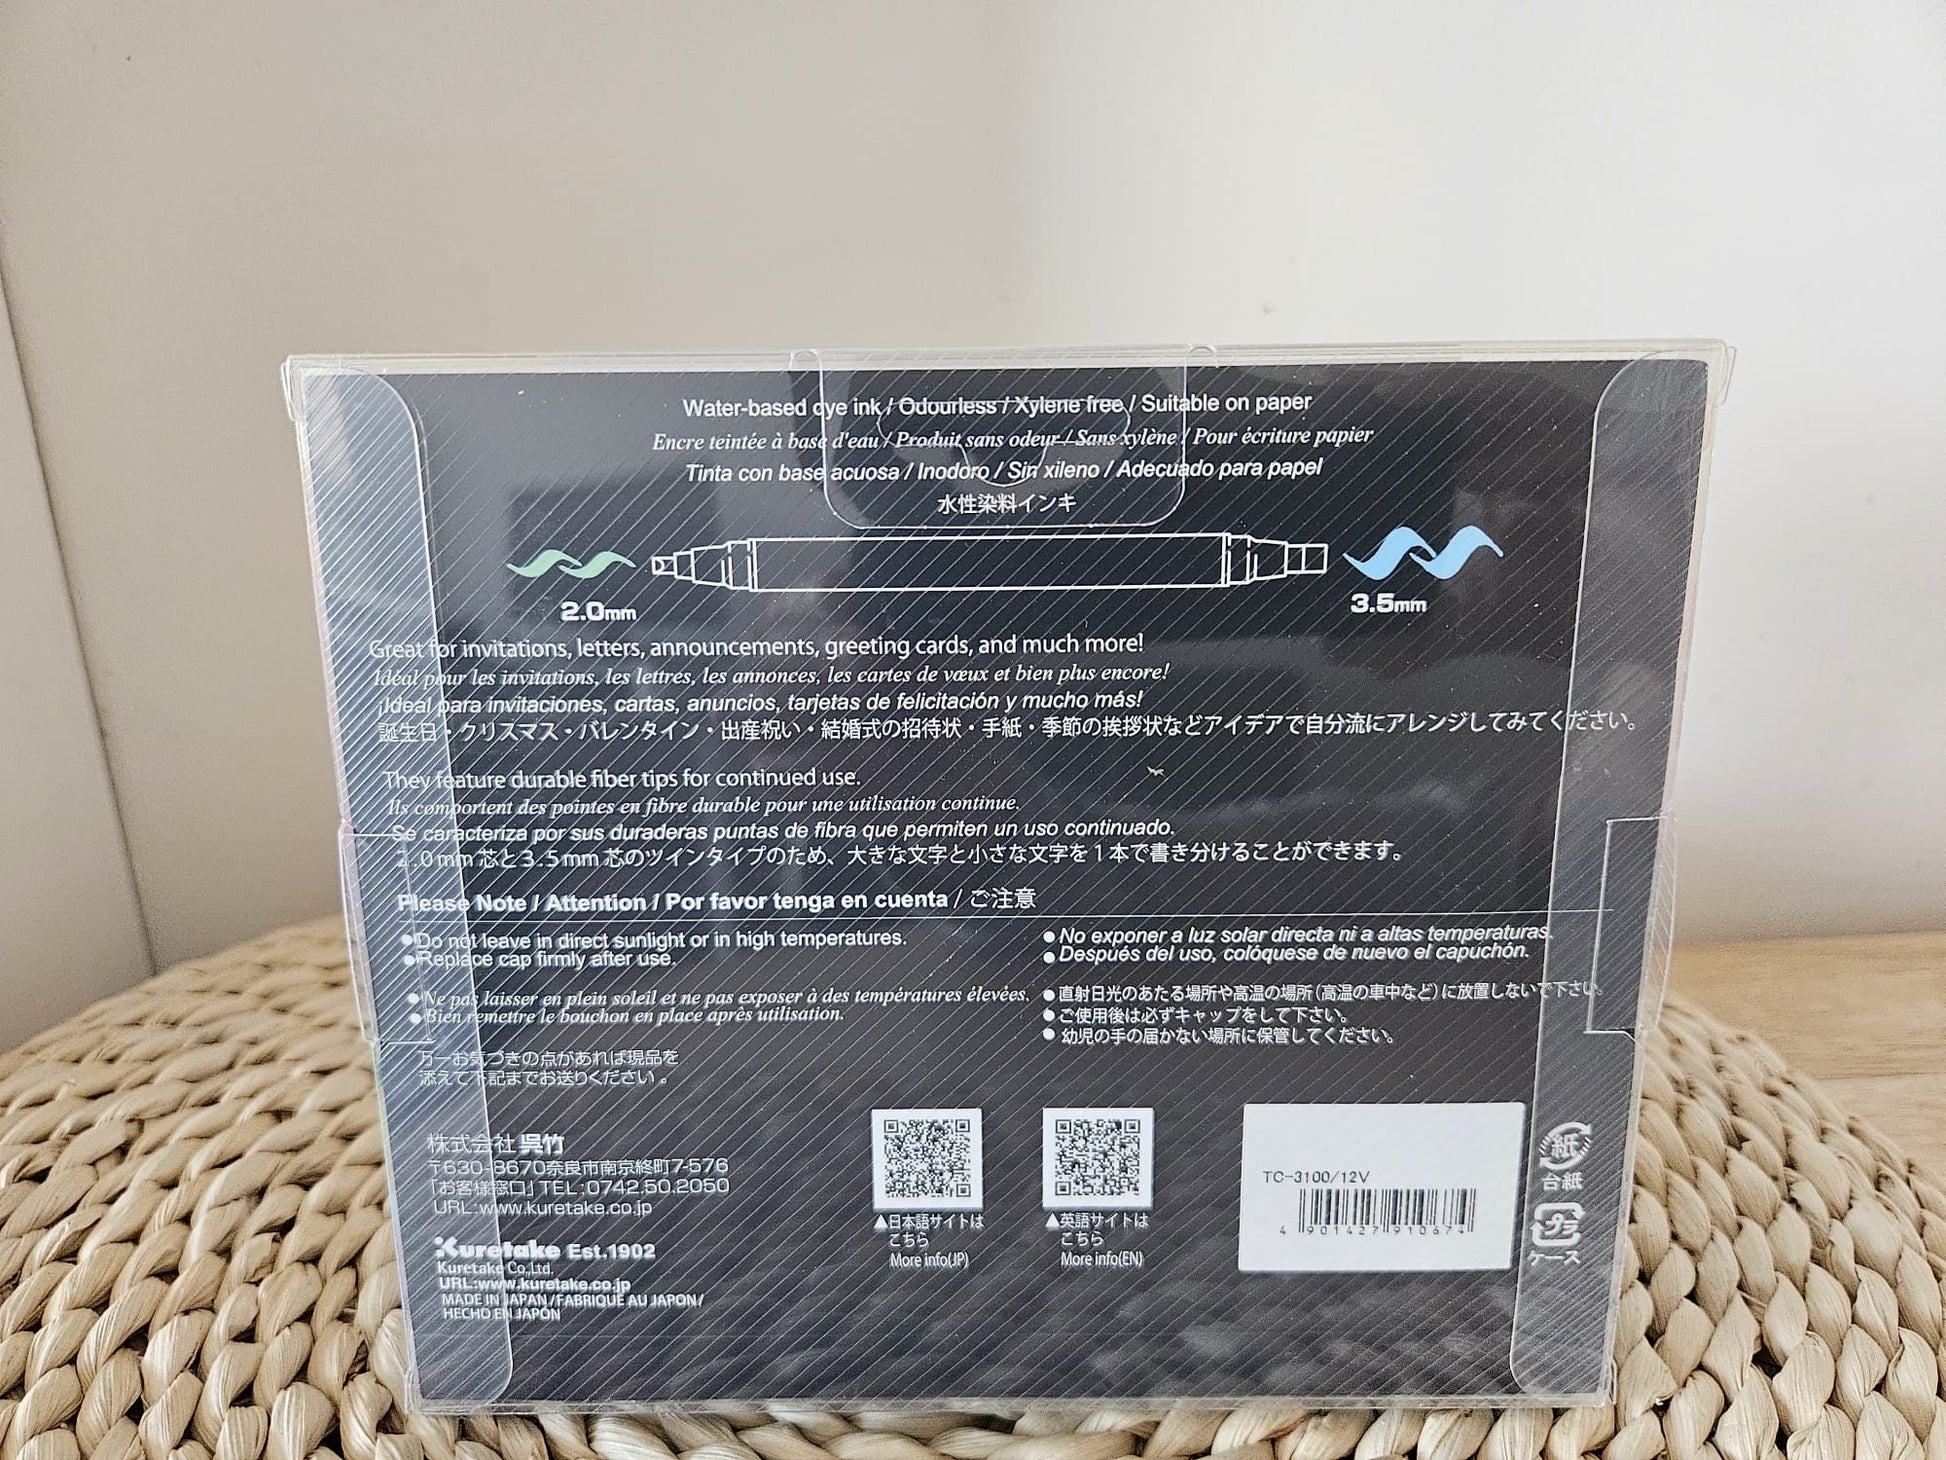 Water-based dye ink / Odourless / Xylene free / Suitable on paper
Encre teintée à base d'eau / Produit sans odeur / Sans xylène / Pour écriture papier
Tinta con base acuosa / Inodoro / Sin xileno / Adecuado para papel
水性染料インキ
2.0mm
3.5mm
Great for invitations, letters, announcements, greeting cards, and much more!
Idéal pour les invitations, les lettres, les annonces, les cartes de vœux et bien plus encore!
¡Ideal para invitaciones, cartas, anuncios, tarjetas de felicitación y mucho más!
誕生日・クリスマス・バレンタイン・出産祝い・結婚式の招待状・手紙・季節の挨拶状などアイデアで自分流にアレンジしてみてください。
They feature durable fiber tips for continued use.
Ils comportent des pointes en fibre durable pour une utilisation continue.
Se caracteriza por sus duraderas puntas de fibra que permiten un uso continuado.
2.0mm芯と3.5mm芯のツインタイプのため、大きな文字と小さな文字を1本で書き分けることができます。
Please Note / Attention / Por favor tenga en cuenta / ご注意
●Do not leave in direct sunlight or in high temperatures.
●Replace cap firmly after use.
●Ne pas laisser en plein soleil et ne pas exposer à des températures élevées.
●Bien remettre le bouchon en place après utilisation.
●No exponer a luz solar directa ni a altas temperaturas.
●Después del uso, colóquese de nuevo el capuchón.
●直射日光のあたる場所や高温の場所(高温の車中など)に放置しないで下さい。
●ご使用後は必ずキャップをして下さい。
●幼児の手の届かない場所に保管してください。
万一お気づきの点があれば現品を
添えて下記までお送りください。
株式会社 呉竹
〒630-8670奈良市南京終町7-576
「お客様窓口」TEL:0742.50.2050
URL:www.kuretake.co.jp
Kuretake Est.1902
Kuretake Co.,Ltd.
URL:www.kuretake.co.jp
MADE IN JAPAN/FABRIQUE AU JAPON/
HECHO EN JAPÓN
▲日本語サイトは
こちら
More info(JP)
▲英語サイトは
こちら
More info(EN)
TC-3100/12V
4 901427 910674
紙
台紙
プラ
ケース